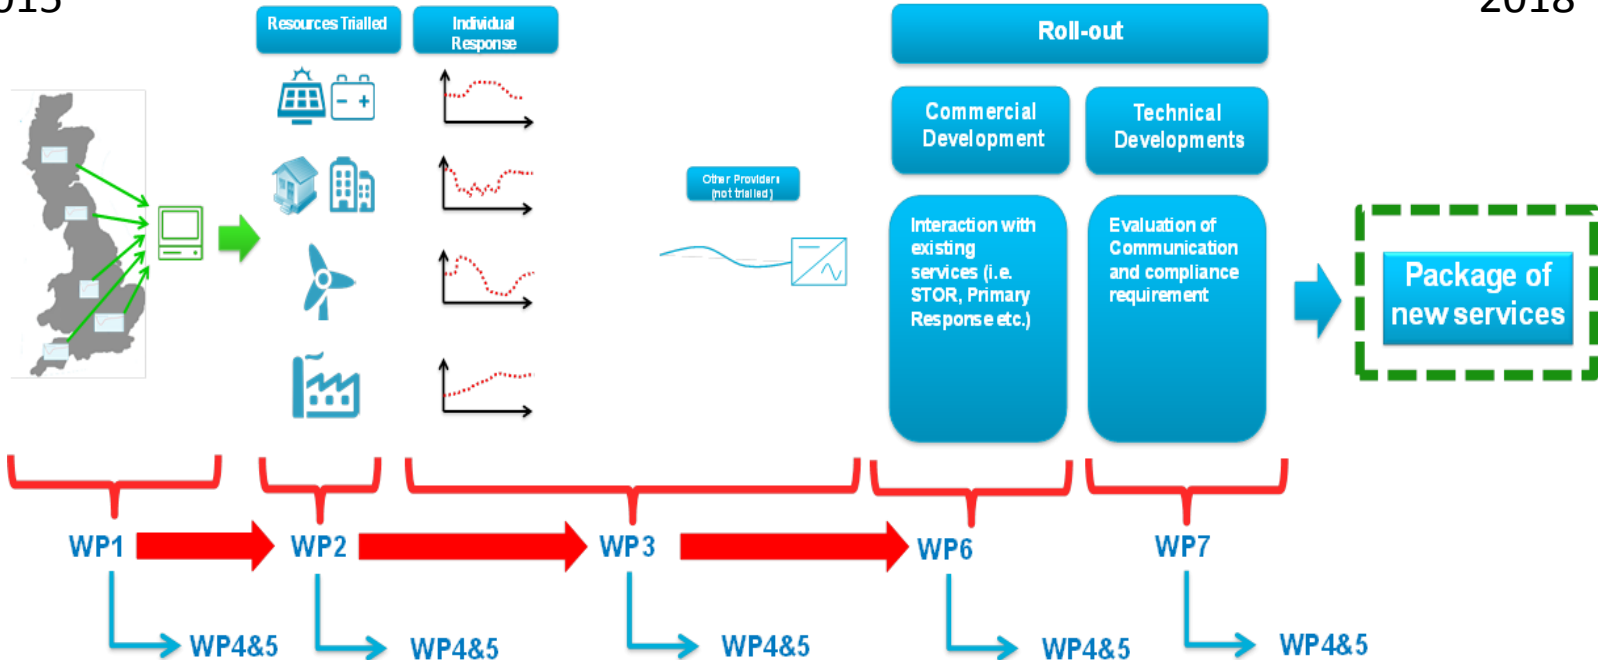 2018
Resources Trialled
Individual
Response
Roll-out
Commercial
Development
Technical
Developments
Other Providers
(not trialled)
Interaction with
existing
services (i.e.
STOR, Primary
Response etc.)
Evaluation of
Communication
and compliance
requirement
Package of
new services
WP1
WP2
WP3
WP6
WP7
WP4&5
WP4&5
WP4&5
WP4&5
WP4&5